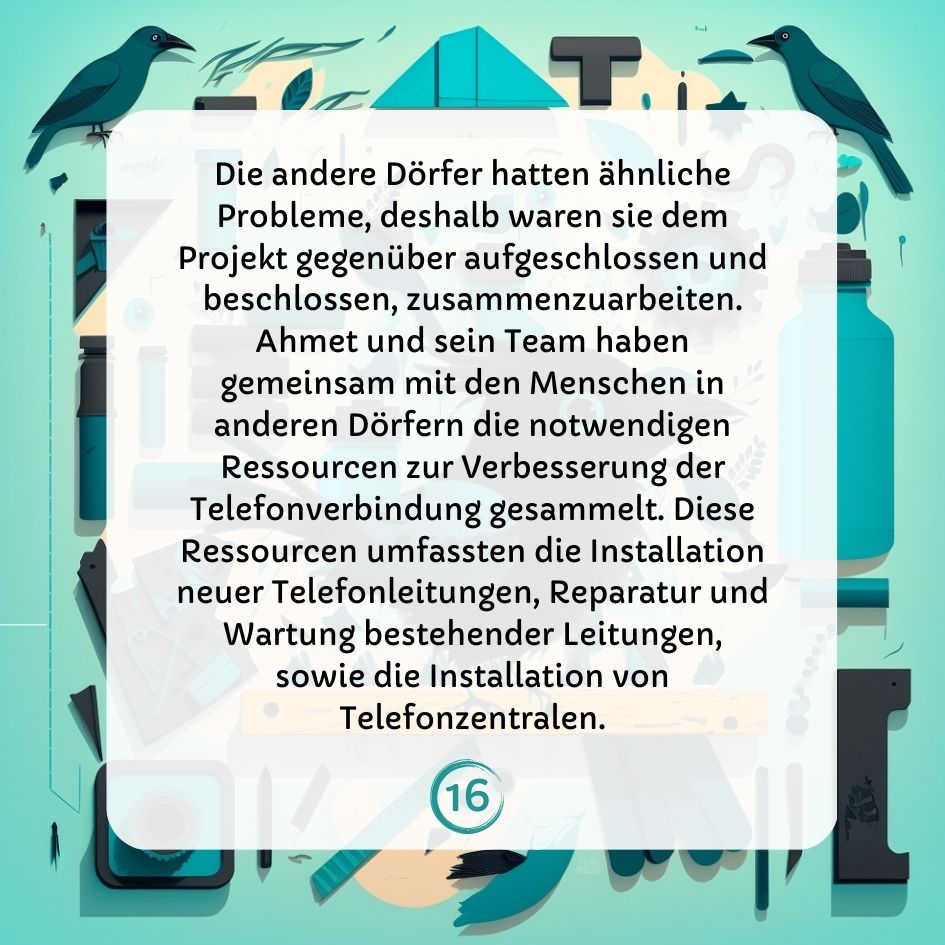 Die andere Dörfer hatten ähnliche
Probleme, deshalb waren sie dem
Projekt gegenüber aufgeschlossen und
beschlossen, zusammenzuarbeiten.
Ahmet und sein Team haben
gemeinsam mit den Menschen in
anderen Dörfern die notwendigen
Ressourcen zur Verbesserung der
Telefonverbindung gesammelt. Diese
Ressourcen umfassten die Installation
neuer Telefonleitungen, Reparatur und
Wartung bestehender Leitungen,
sowie die Installation von
Telefonzentralen.
16